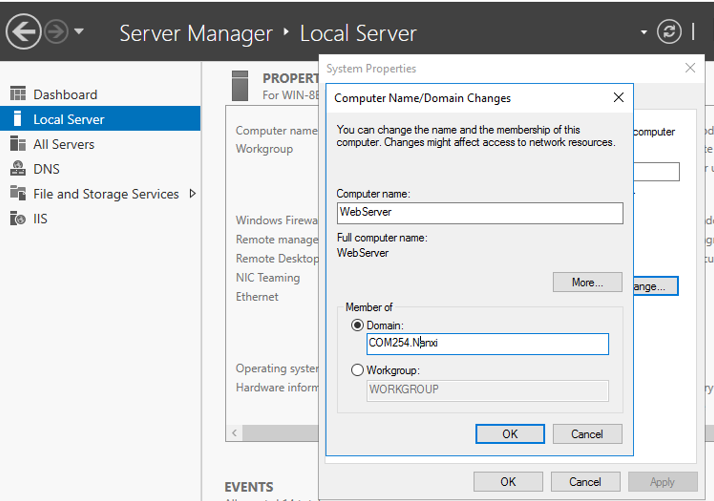 Server Manager ‣ Local Server
Dashboard
Local Server
All Servers
DNS
File and Storage Services
IIS
PROPERT
For WIN-8E
Computer name
Workgroup
Windows Firewa
Remote manage
Remote Desktop
NIC Teaming
Ethernet
Operating system
Hardware inform
EVENTS
System Properties
Computer Name/Domain Changes
You can change the name and the membership of this
computer. Changes might affect access to network resources.
Computer name:
WebServer
Full computer name:
WebServer
More...
Member of
Domain:
COM254.Nanxi
Workgroup:
WORKGROUP
OK
Cancel
computer
ange...
OK
Cancel
Apply